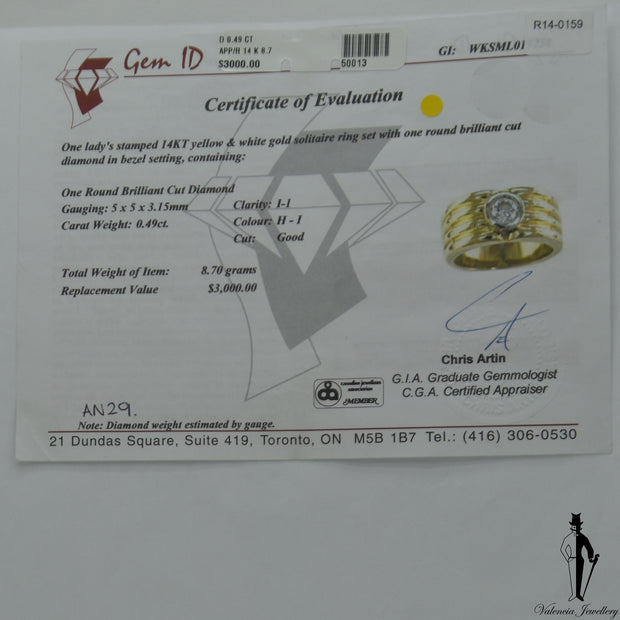 R14-0159
D 0.49 CT
APP/R 14 K 8.7
$3000.00
50013
Gem ID
GI: WKSML01
Certificate of Evaluation
One lady's stamped 14KT yellow & white gold solitaire ring set with one round brilliant cut
diamond in bezel setting, containing:
One Round Brilliant Cut Diamond
Gauging: 5 x 5 x 3.15mm Clarity: I-1
Carat Weight: 0.49ct. Colour: H - I
Cut: Good
Total Weight of Item: 8.70 grams
Replacement Value $3,000.00
Chris Artin
G.I.A. Graduate Gemmologist
C.G.A. Certified Appraiser
canadian jewellers
association
MEMBER
AN29.
Note: Diamond weight estimated by gauge.
21 Dundas Square, Suite 419, Toronto, ON M5B 1B7 Tel.: (416) 306-0530
Valencia Jewellery